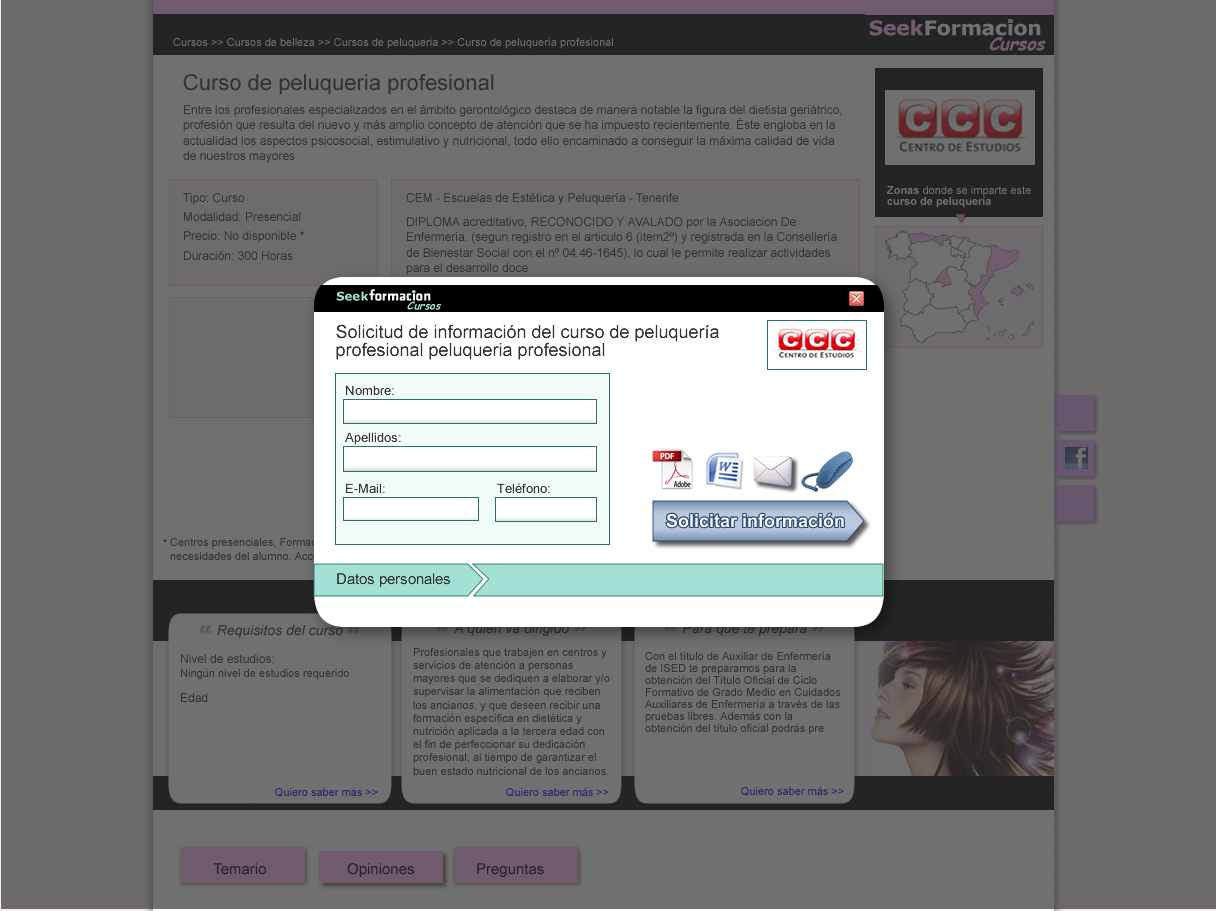 Cursos >> Cursos de belleza >> Cursos de peluqueria >> Curso de peluquería profesional
SeekFormacion
Cursos
Curso de peluqueria profesional
Entre los profesionales especializados en el ámbito gerontológico destaca de manera notable la figura del dietista geriátrico,
profesión que resulta del nuevo y más amplio concepto de atención que se ha impuesto recientemente. Éste engloba en la
actualidad los aspectos psicosocial, estimulativo y nutricional, todo ello encaminado a conseguir la máxima calidad de vida
de nuestros mayores
CCC
CENTRO DE ESTUDIOS
Zonas donde se imparte este
curso de peluquería
Tipo: Curso
Modalidad: Presencial
Precio: No disponible *
Duración: 300 Horas
CEM - Escuelas de Estética y Peluquería - Tenerife
DIPLOMA acreditativo, RECONOCIDO Y AVALADO por la Asociacion De
Enfermeria. (segun registro en el articulo 6 (item2º) y registrada en la Consellería
de Bienestar Social con el nº 04.46-1645), lo cual le permite realizar actividades
para el desarrollo doce
Seekformacion
Cursos
Solicitud de información del curso de peluquería
profesional peluqueria profesional
CCC
CENTRO DE ESTUDIOS
Nombre:
Apellidos:
E-Mail:
Teléfono:
PDF
Adobe
W
f
Solicitar información
* Centros presenciales, Formac
necesidades del alumno. Acc
Datos personales
Requisitos del curso
Nivel de estudios:
Ningún nivel de estudios requerido
Edad
Quiero saber más >>
A quien va dirigido
Profesionales que trabajen en centros y
servicios de atención a personas
mayores que se dediquen a elaborar y/o
supervisar la alimentación que reciben
los ancianos, y que deseen recibir una
formación específica en dietética y
nutrición aplicada a la tercera edad con
el fin de perfeccionar su dedicación
profesional, al tiempo de garantizar el
buen estado nutricional de los ancianos.
Quiero saber más >>
Para que te prepara
Con el título de Auxiliar de Enfermería
de ISED te preparamos para la
obtención del Título Oficial de Ciclo
Formativo de Grado Medio en Cuidados
Auxiliares de Enfermería a través de las
pruebas libres. Además con la
obtención del título oficial podrás pre
Quiero saber más >>
Temario
Opiniones
Preguntas